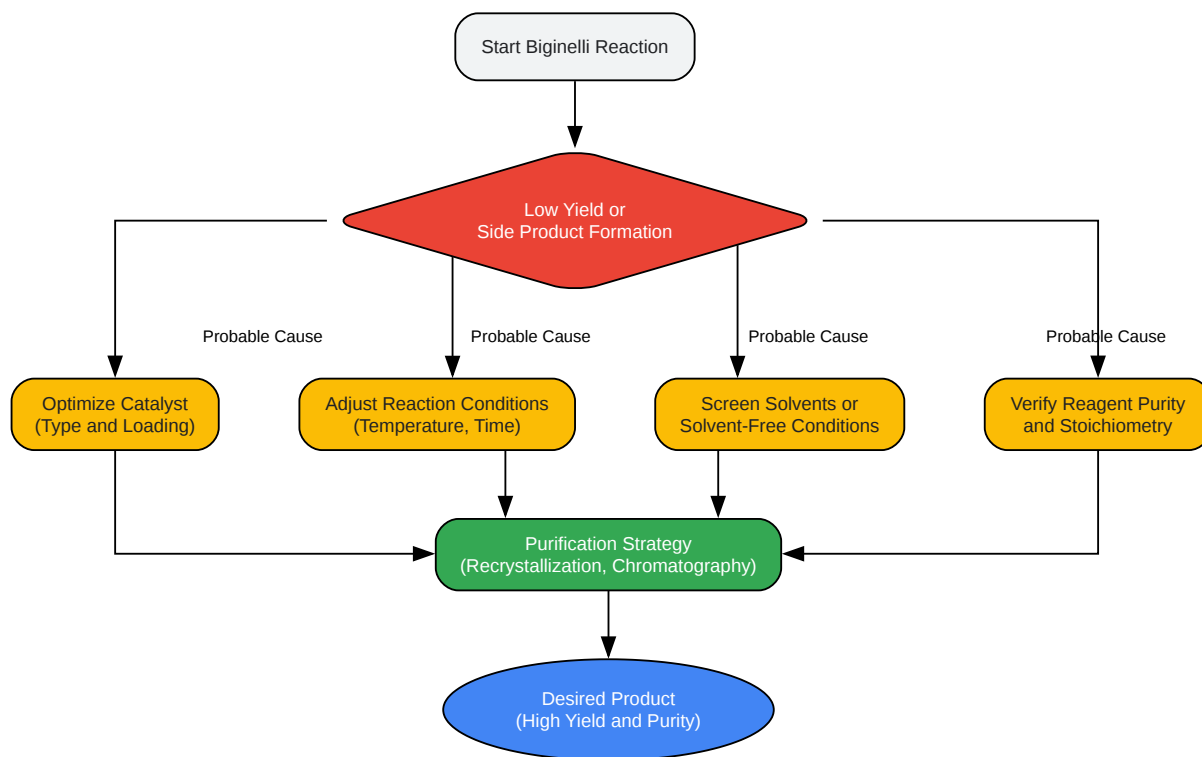 Start Biginelli Reaction
Low Yield or
Side Product Formation
Probable Cause
Probable Cause
Probable Cause
Probable Cause
Optimize Catalyst
(Type and Loading)
Adjust Reaction Conditions
(Temperature, Time)
Screen Solvents or
Solvent-Free Conditions
Verify Reagent Purity
and Stoichiometry
Purification Strategy
(Recrystallization, Chromatography)
Desired Product
(High Yield and Purity)